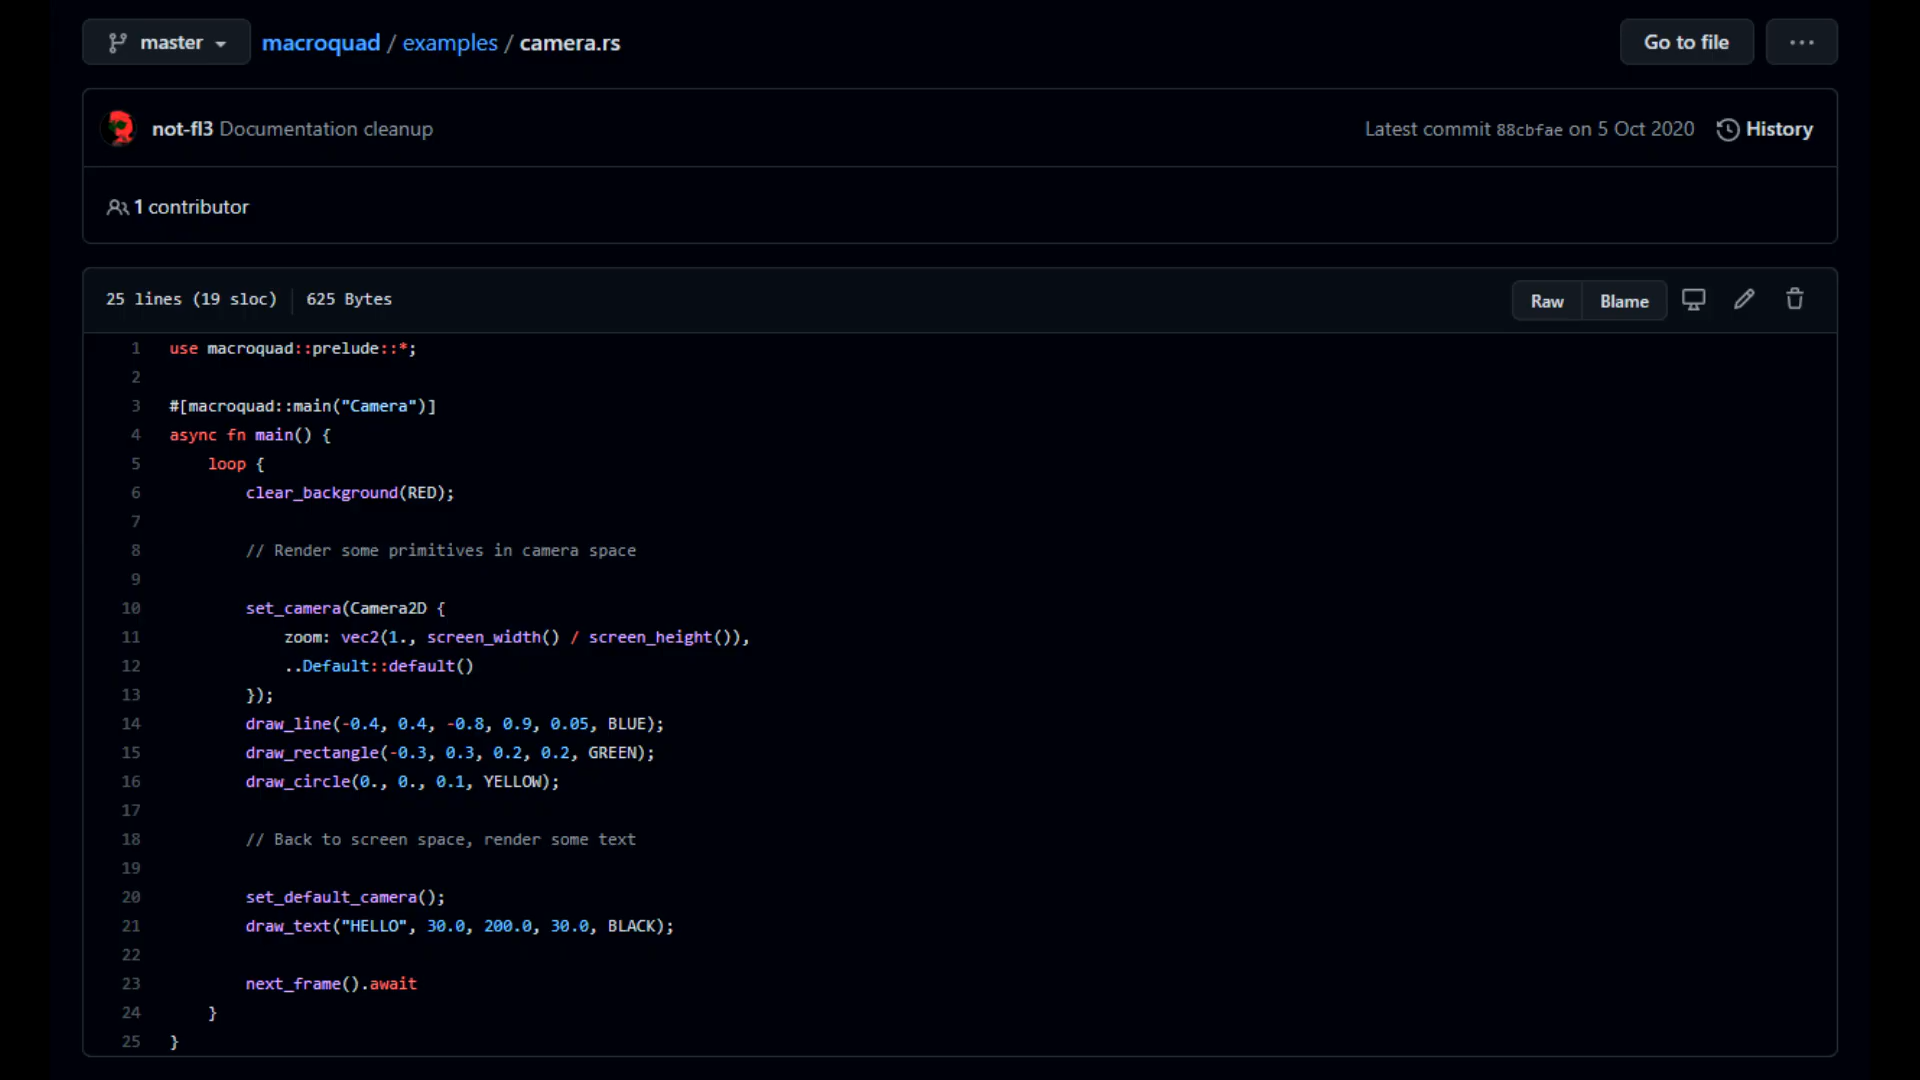 master macroquad / examples / camera.rs Go to file ...
not-fl3 Documentation cleanup Latest commit 88cbfae on 5 Oct 2020 History
1 contributor
25 lines (19 sloc) 625 Bytes Raw Blame
1 use macroquad::prelude::*;
2
3 #[macroquad::main("Camera")]
4 async fn main() {
5     loop {
6         clear_background(RED);
7
8         // Render some primitives in camera space
9
10         set_camera(Camera2D {
11             zoom: vec2(1., screen_width() / screen_height()),
12             ..Default::default()
13         });
14         draw_line(-0.4, 0.4, -0.8, 0.9, 0.05, BLUE);
15         draw_rectangle(-0.3, 0.3, 0.2, 0.2, GREEN);
16         draw_circle(0., 0., 0.1, YELLOW);
17
18         // Back to screen space, render some text
19
20         set_default_camera();
21         draw_text("HELLO", 30.0, 200.0, 30.0, BLACK);
22
23         next_frame().await
24     }
25 }